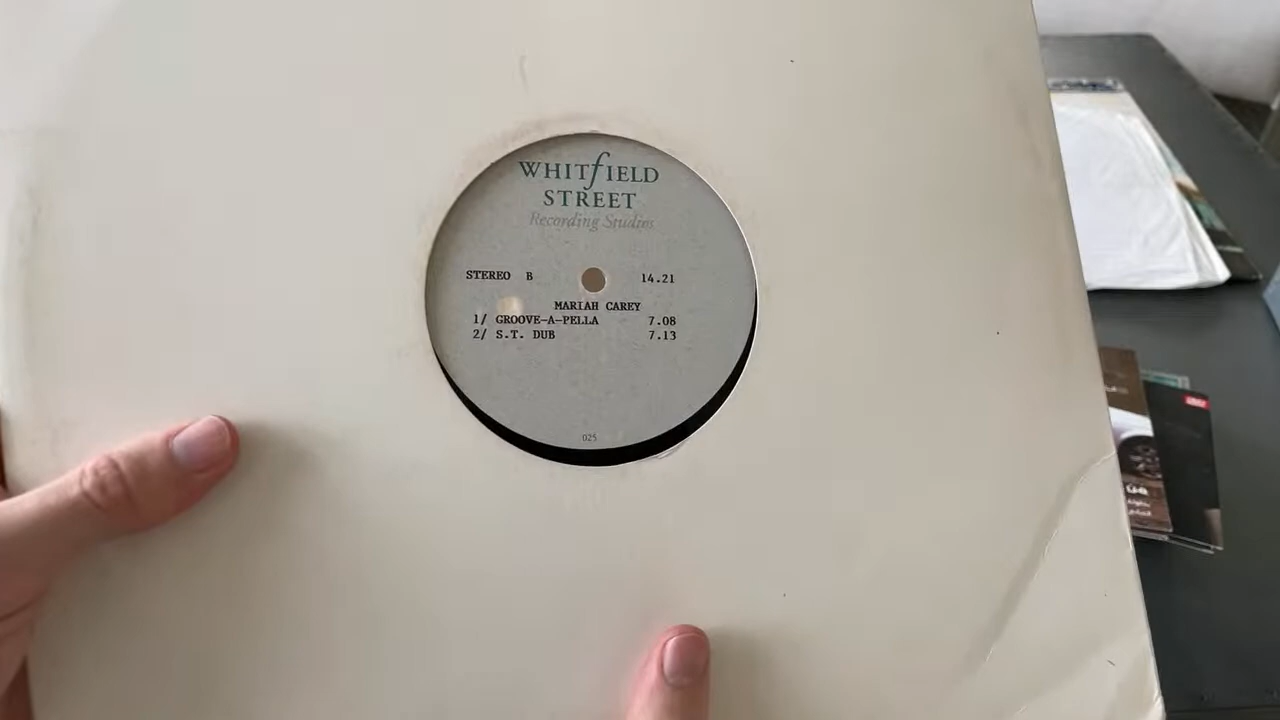 WHITfIELD
STREET
Recording Studios
STEREO B 14.21
MARIAH CAREY
1/ GROOVE-A-PELLA 7.08
2/ S.T. DUB 7.13
025